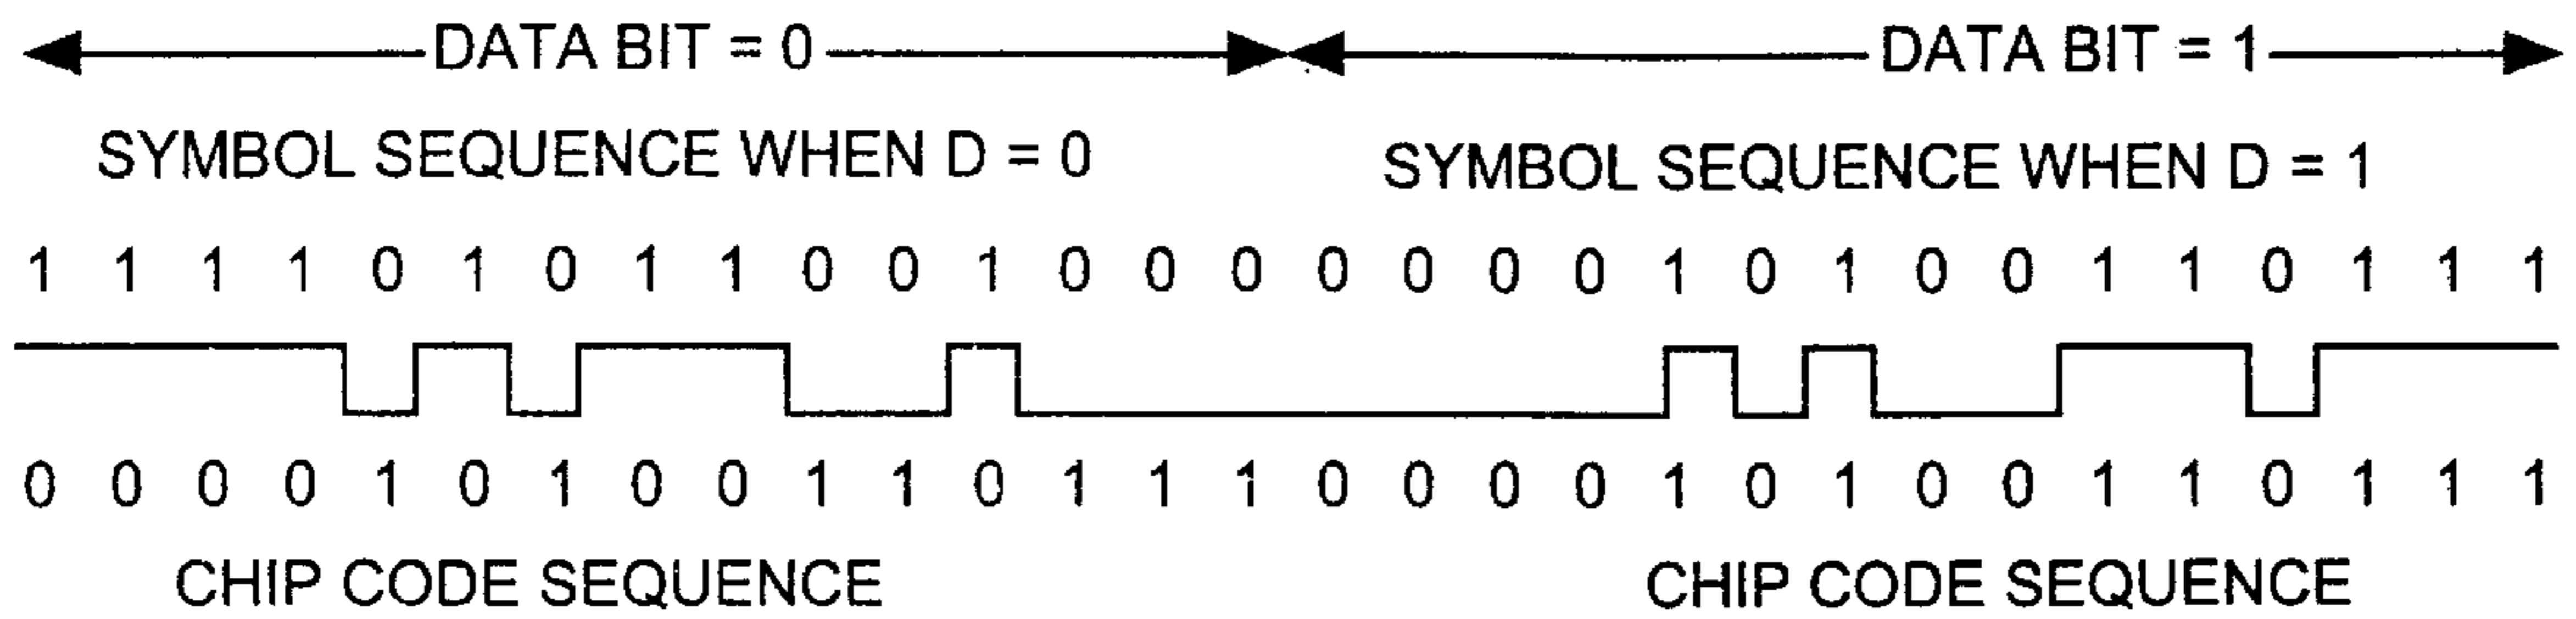 DATA BIT = 0 DATA BIT = 1
SYMBOL SEQUENCE WHEN D = 0 SYMBOL SEQUENCE WHEN D = 1
1 1 1 1 0 1 0 1 1 0 0 1 0 0 0 0 0 0 0 1 0 1 0 0 1 1 0 1 1 1
0 0 0 0 1 0 1 0 0 1 1 0 1 1 1 0 0 0 0 1 0 1 0 0 1 1 0 1 1 1
CHIP CODE SEQUENCE CHIP CODE SEQUENCE